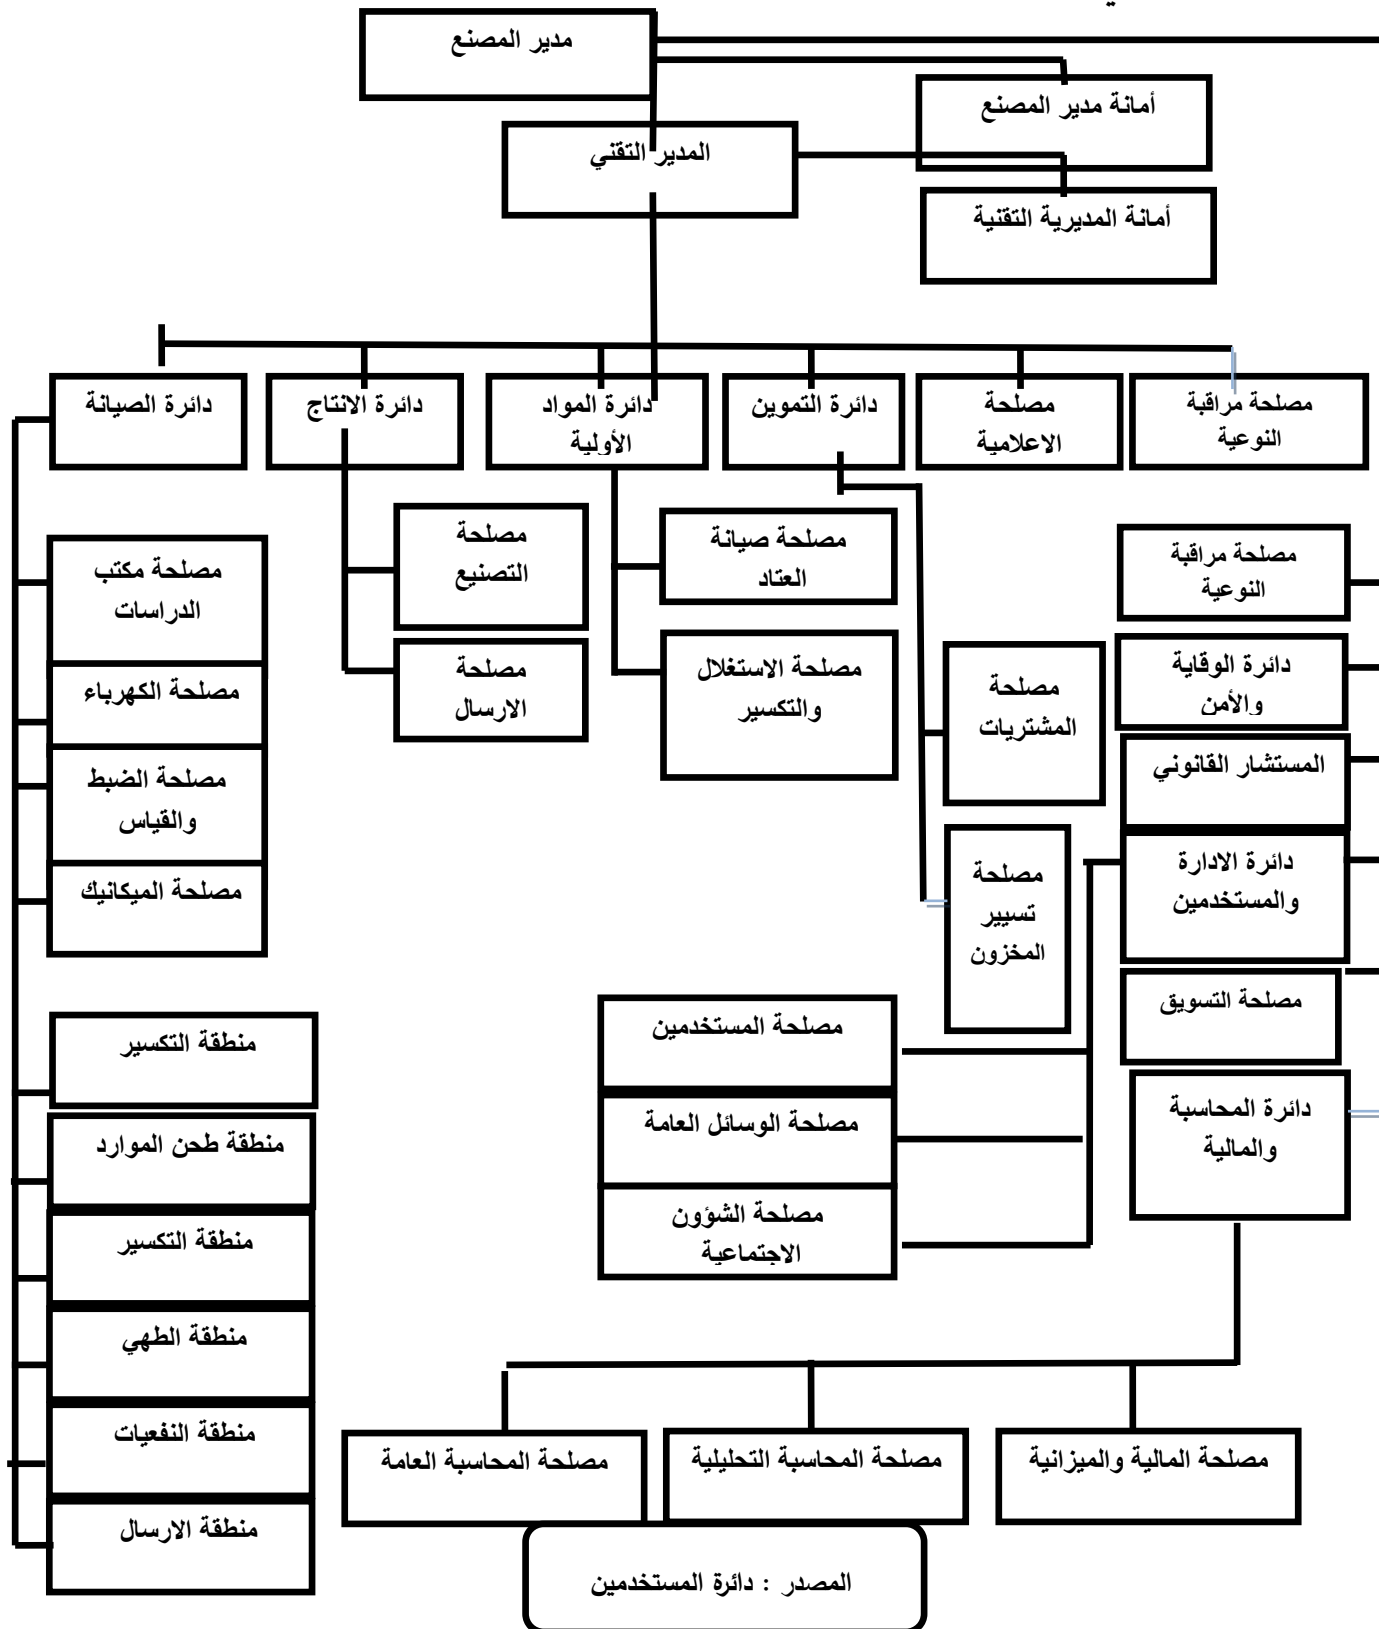 مدير المصنع
أمانة مدير المصنع
المدير التقني
أمانة المديرية التقنية
مصلحة مراقبة
النوعية
مصلحة
الاعلامية
دائرة التموين
دائرة المواد
الأولية
دائرة الانتاج
دائرة الصيانة
مصلحة مراقبة
النوعية
دائرة الوقاية
والأمن
المستشار القانوني
دائرة الادارة
والمستخدمين
مصلحة التسويق
دائرة المحاسبة
والمالية
مصلحة
المشتريات
مصلحة
تسيير
المخزون
مصلحة صيانة
العتاد
مصلحة الاستغلال
والتكسير
مصلحة
التصنيع
مصلحة
الارسال
مصلحة مكتب
الدراسات
مصلحة الكهرباء
مصلحة الضبط
والقياس
مصلحة الميكانيك
مصلحة المستخدمين
مصلحة الوسائل العامة
مصلحة الشؤون
الاجتماعية
منطقة التكسير
منطقة طحن الموارد
منطقة التكسير
منطقة الطهي
منطقة النفعيات
منطقة الارسال
مصلحة المالية والميزانية
مصلحة المحاسبة التحليلية
مصلحة المحاسبة العامة
المصدر : دائرة المستخدمين